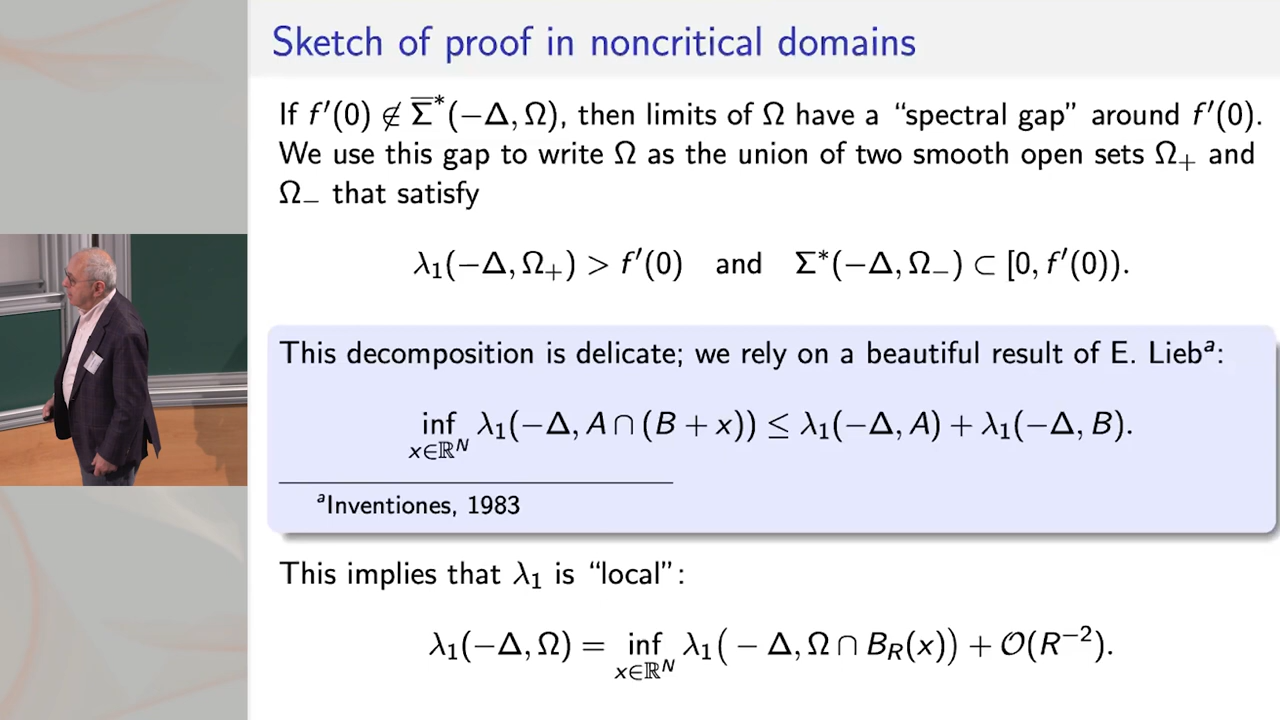 Sketch of proof in noncritical domains
If f′(0) ∉ Σ̅*(−Δ, Ω), then limits of Ω have a “spectral gap” around f′(0).
We use this gap to write Ω as the union of two smooth open sets Ω₊ and
Ω₋ that satisfy
λ₁(−Δ, Ω₊) > f′(0) and Σ*(−Δ, Ω₋) ⊂ [0, f′(0)).
This decomposition is delicate; we rely on a beautiful result of E. Liebᵃ:
inf λ₁(−Δ, A ∩ (B + x)) ≤ λ₁(−Δ, A) + λ₁(−Δ, B).
x∈ℝᴺ
ᵃInventiones, 1983
This implies that λ₁ is “local”:
λ₁(−Δ, Ω) = inf λ₁(− Δ, Ω ∩ B_R(x)) + 𝒪(R⁻²).
x∈ℝᴺ